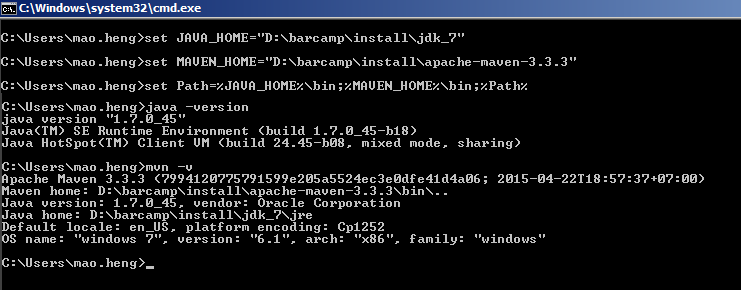 C:\Windows\system32\cmd.exe
C:\Users\mao.heng>set JAVA_HOME="D:\barcamp\install\jdk_7"
C:\Users\mao.heng>set MAVEN_HOME="D:\barcamp\install\apache-maven-3.3.3"
C:\Users\mao.heng>set Path=%JAVA_HOME%\bin;%MAVEN_HOME%\bin;%Path%
C:\Users\mao.heng>java -version
java version "1.7.0_45"
Java(TM) SE Runtime Environment (build 1.7.0_45-b18)
Java HotSpot(TM) Client VM (build 24.45-b08, mixed mode, sharing)
C:\Users\mao.heng>mvn -v
Apache Maven 3.3.3 (7994120775791599e205a5524ec3e0dfe41d4a06; 2015-04-22T18:57:37+07:00)
Maven home: D:\barcamp\install\apache-maven-3.3.3\bin\..
Java version: 1.7.0_45, vendor: Oracle Corporation
Java home: D:\barcamp\install\jdk_7\jre
Default locale: en_US, platform encoding: Cp1252
OS name: "windows 7", version: "6.1", arch: "x86", family: "windows"
C:\Users\mao.heng>_